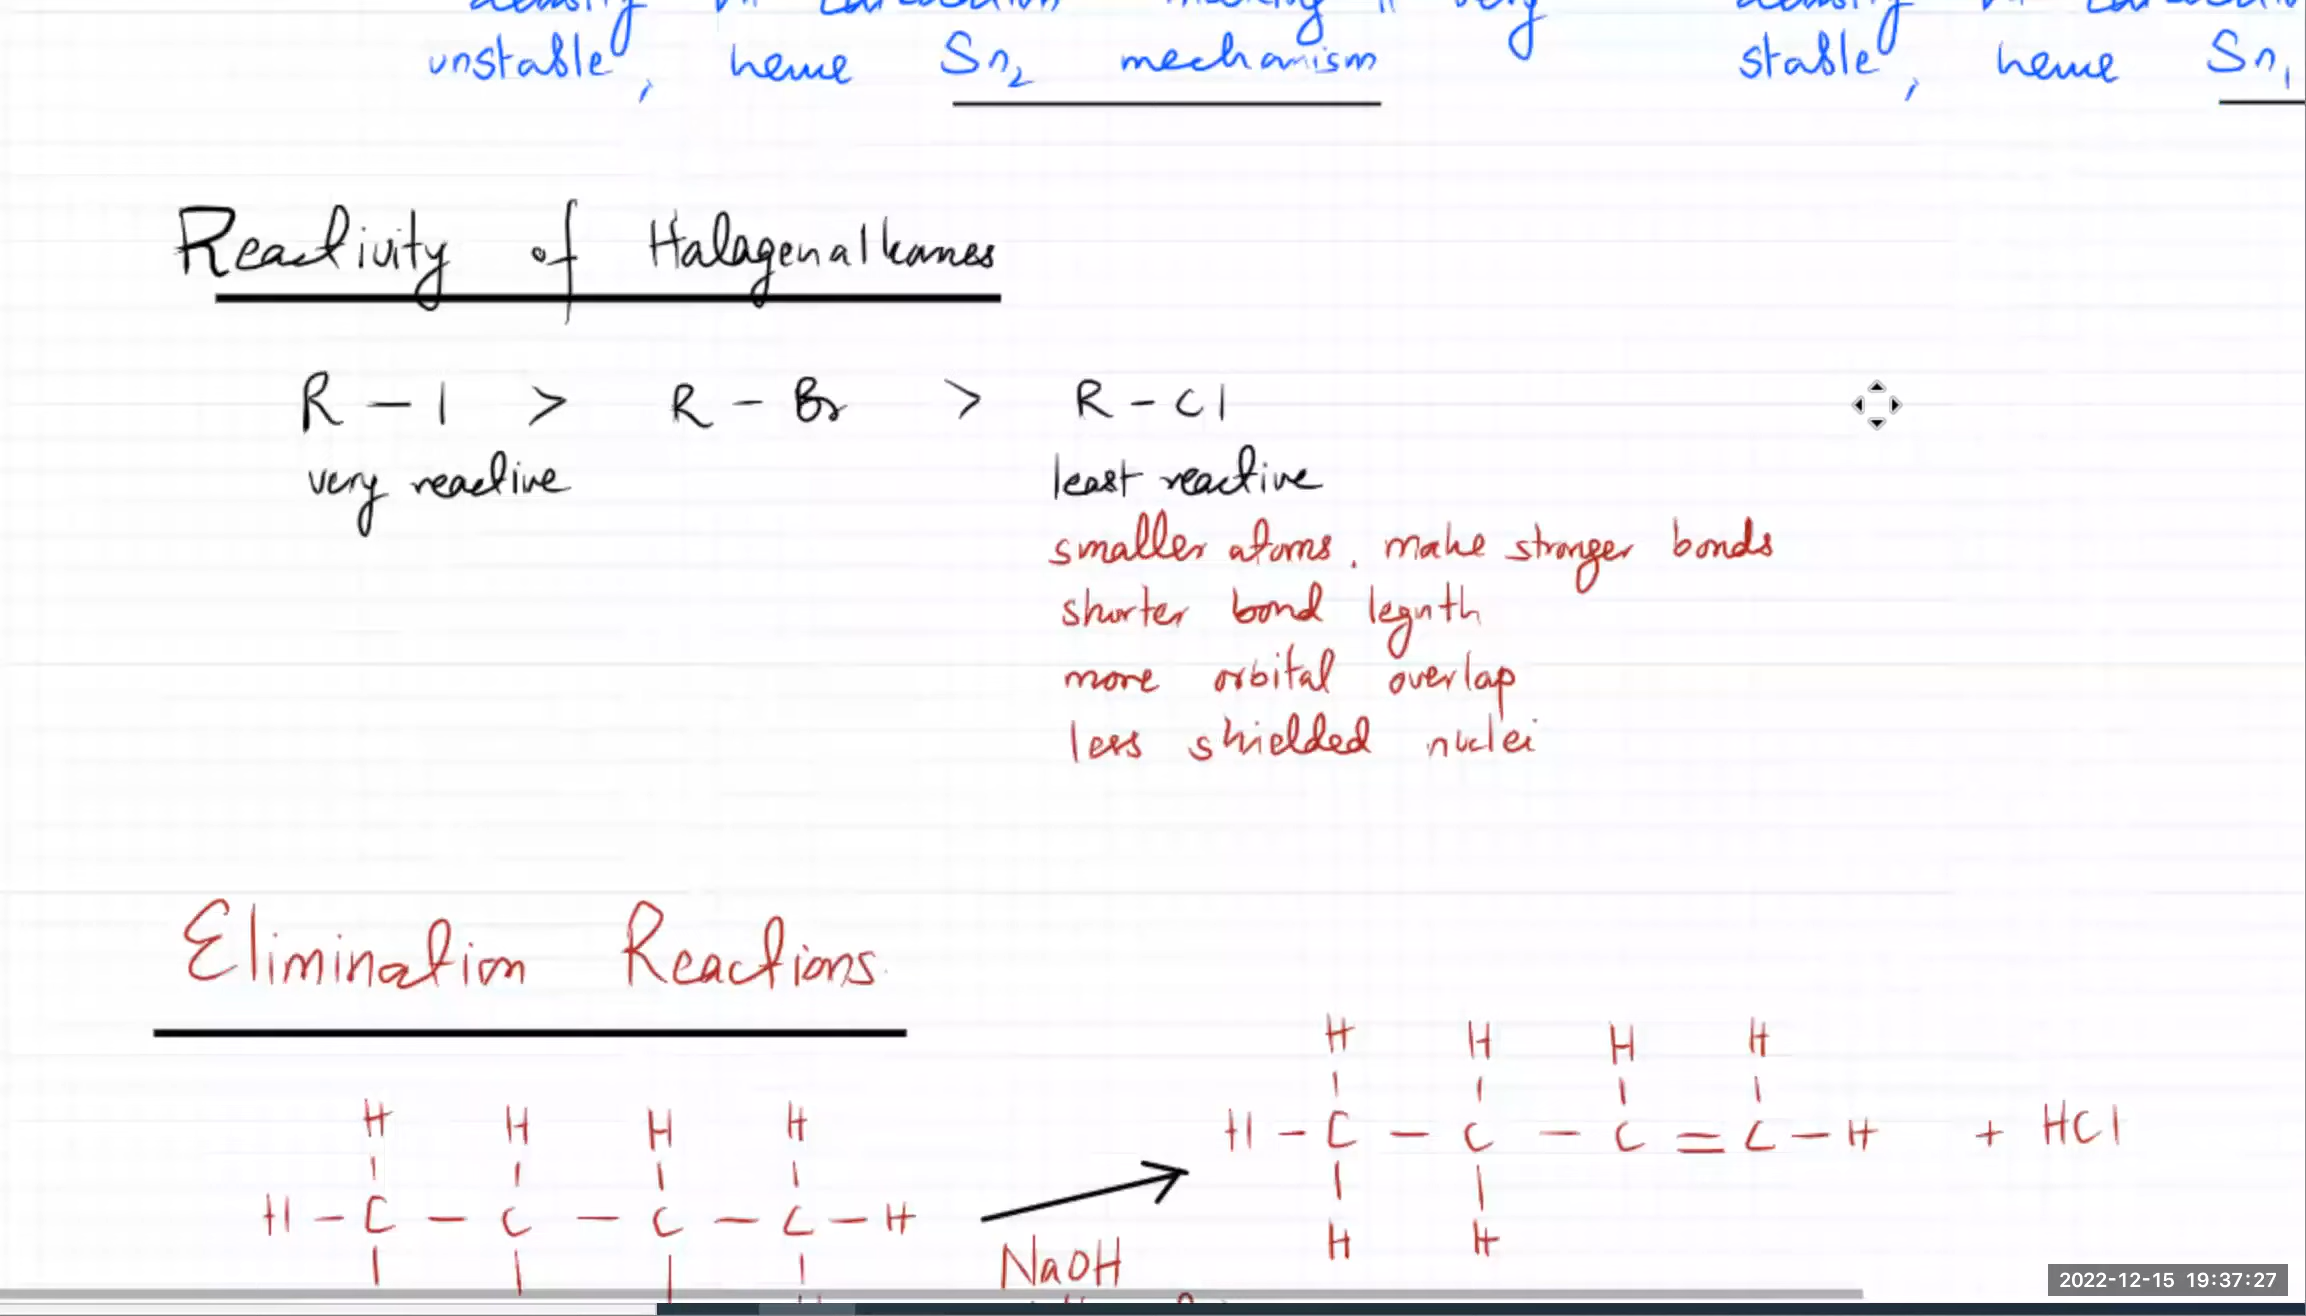 unstable, hence Sn2 mechanism
stable, hence Sn1
Reactivity of Halagenalkanes
R - I > R - Br > R - Cl
very reactive
least reactive
smaller atoms. make stronger bonds
shorter bond legnth
more orbital overlap
less shielded nuclei
Elimination Reactions
H H H H
H - C - C - C = C - H + HCl
H H
H H H H
H - C - C - C - C - H
NaOH
2022-12-15 19:37:27